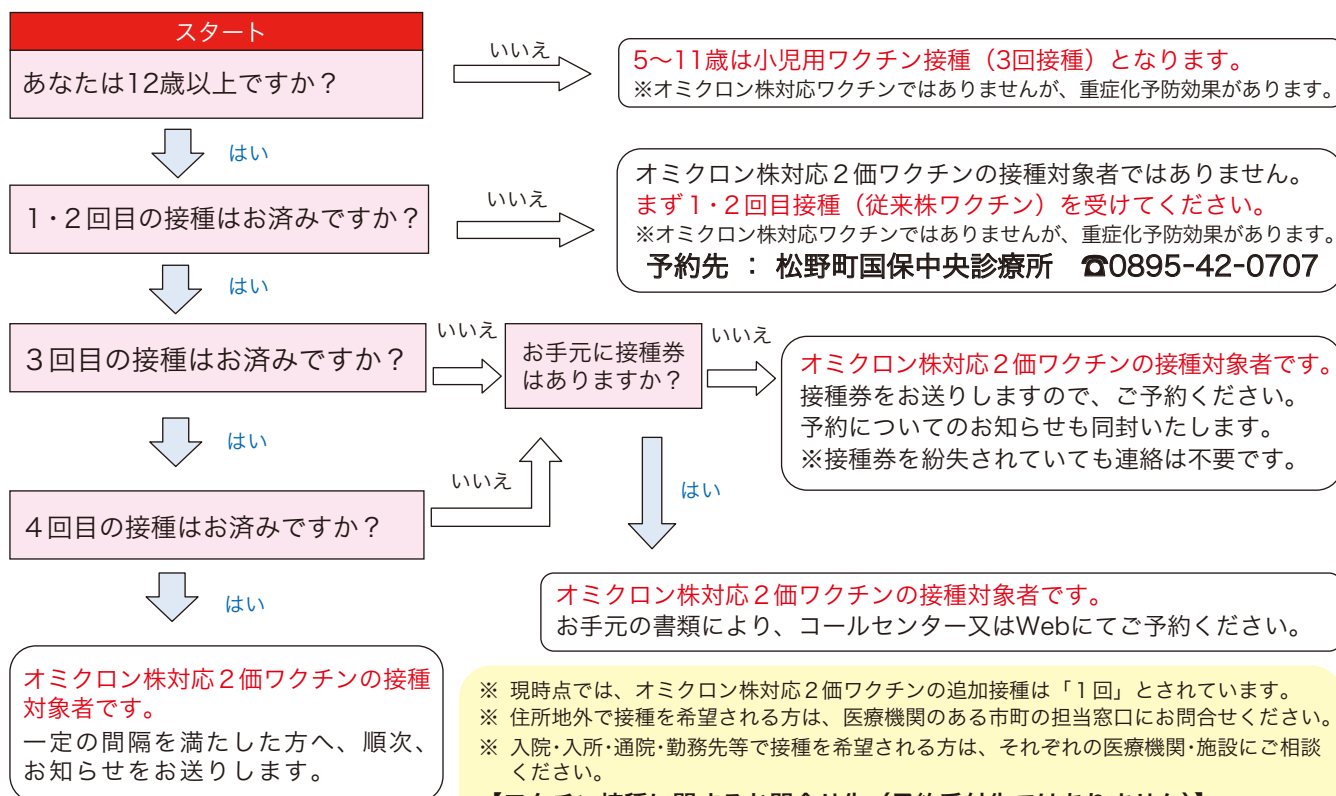 スタート
あなたは12歳以上ですか？
いいえ
5～11歳は小児用ワクチン接種（3回接種）となります。
※オミクロン株対応ワクチンではありませんが、重症化予防効果があります。
はい
1・2回目の接種はお済みですか？
いいえ
オミクロン株対応2価ワクチンの接種対象者ではありません。
まず1・2回目接種（従来株ワクチン）を受けてください。
※オミクロン株対応ワクチンではありませんが、重症化予防効果があります。
予約先 ： 松野町国保中央診療所 ☎0895-42-0707
はい
3回目の接種はお済みですか？
いいえ
お手元に接種券
はありますか？
いいえ
オミクロン株対応2価ワクチンの接種対象者です。
接種券をお送りしますので、ご予約ください。
予約についてのお知らせも同封いたします。
※接種券を紛失されていても連絡は不要です。
はい
4回目の接種はお済みですか？
いいえ
はい
オミクロン株対応2価ワクチンの接種対象者です。
お手元の書類により、コールセンター又はWebにてご予約ください。
はい
オミクロン株対応2価ワクチンの接種
対象者です。
一定の間隔を満たした方へ、順次、
お知らせをお送りします。
※ 現時点では、オミクロン株対応2価ワクチンの追加接種は「1回」とされています。
※ 住所地外で接種を希望される方は、医療機関のある市町の担当窓口にお問合せください。
※ 入院・入所・通院・勤務先等で接種を希望される方は、それぞれの医療機関・施設にご相談
ください。